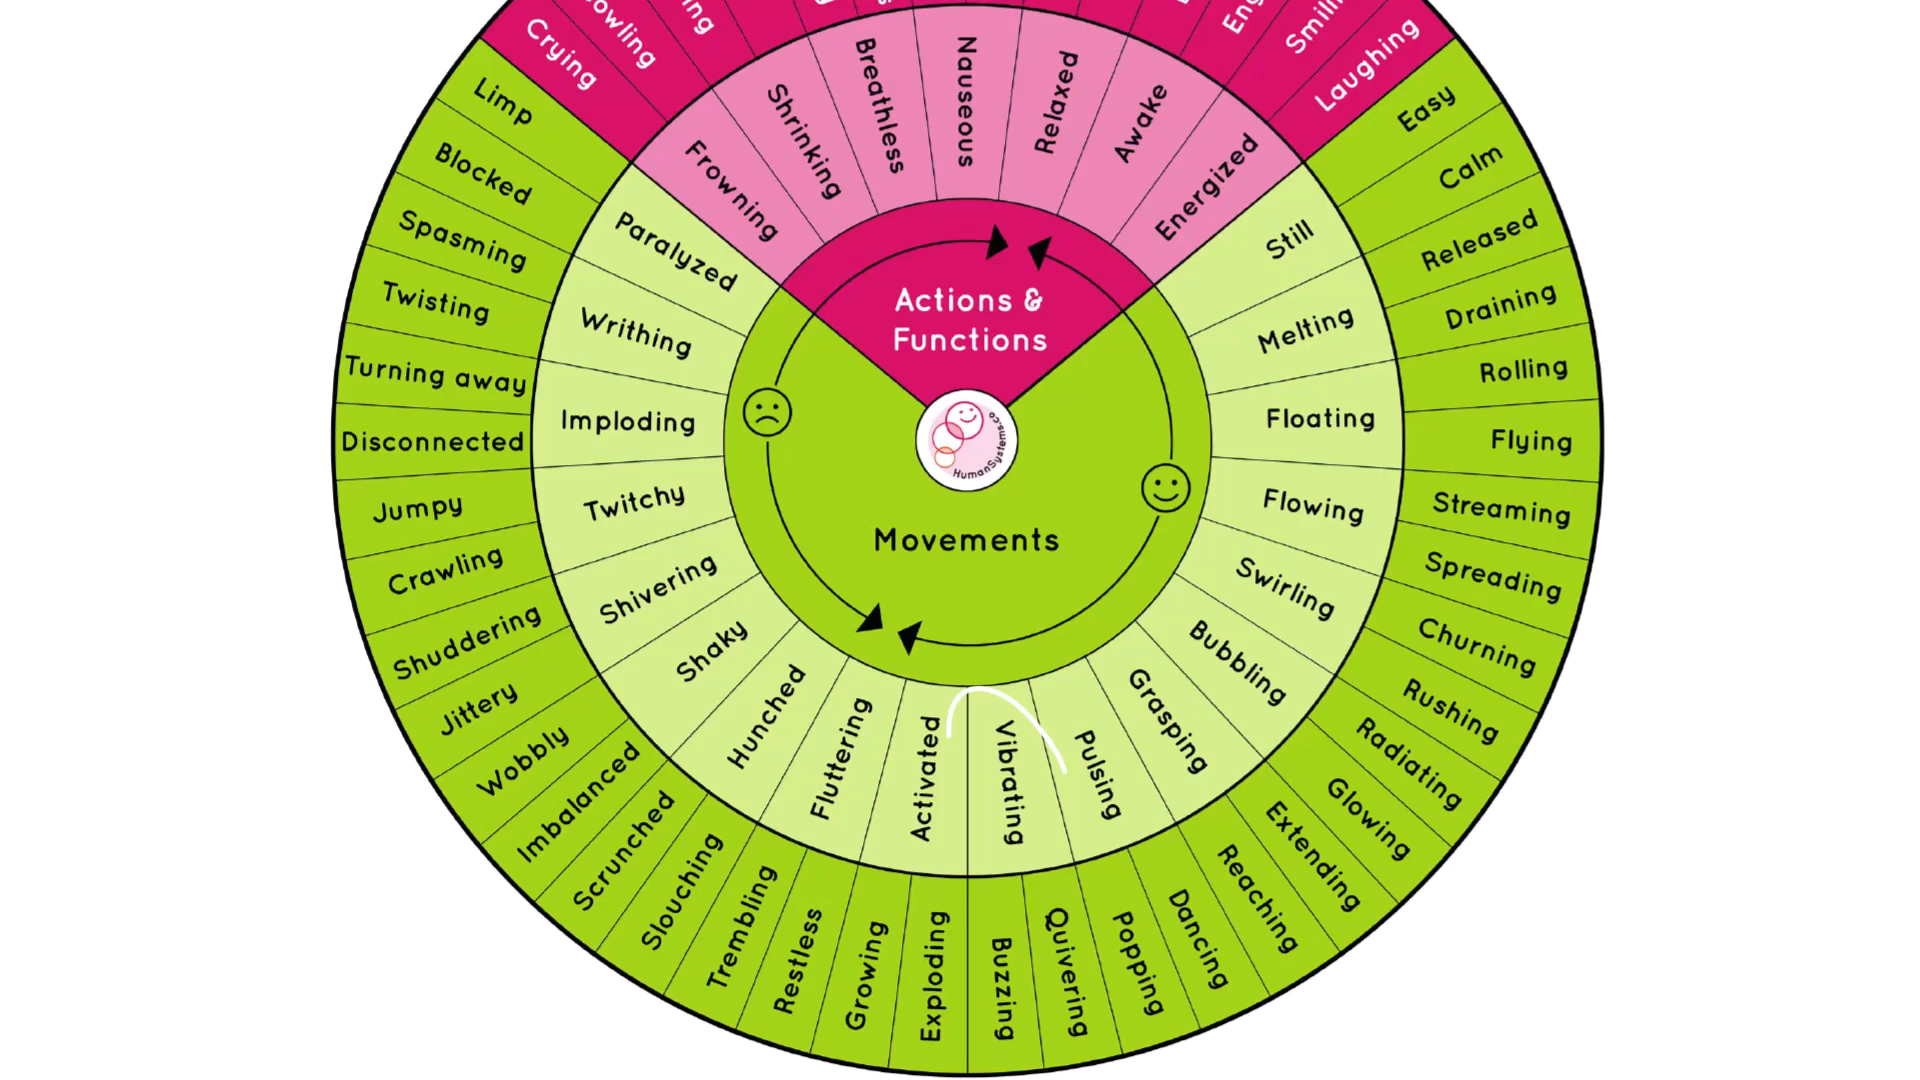 Crying
Laughing
Nauseous
Breathless
Relaxed
Shrinking
Awake
Frowning
Energized
Limp
Easy
Blocked
Calm
Spasming
Released
Twisting
Draining
Turning away
Rolling
Disconnected
Flying
Jumpy
Streaming
Crawling
Spreading
Shuddering
Churning
Jittery
Rushing
Wobbly
Radiating
Imbalanced
Glowing
Scrunched
Extending
Slouching
Reaching
Trembling
Dancing
Restless
Popping
Growing
Quivering
Exploding
Buzzing
Paralyzed
Still
Writhing
Melting
Imploding
Floating
Twitchy
Flowing
Shivering
Swirling
Shaky
Bubbling
Hunched
Grasping
Fluttering
Pulsing
Activated
Vibrating
Actions &
Functions
HumanSystems.co
Movements